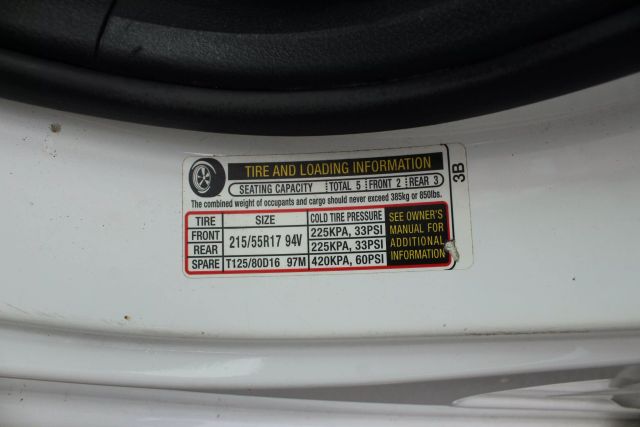 TIRE AND LOADING INFORMATION
SEATING CAPACITY TOTAL 5 FRONT 2 REAR 3
The combined weight of occupants and cargo should never exceed 385kg or 850lbs.
TIRE SIZE COLD TIRE PRESSURE
FRONT 215/55R17 94V 225KPA, 33PSI
REAR 225KPA, 33PSI
SPARE T125/80D16 97M 420KPA, 60PSI
SEE OWNER'S
MANUAL FOR
ADDITIONAL
INFORMATION
3B